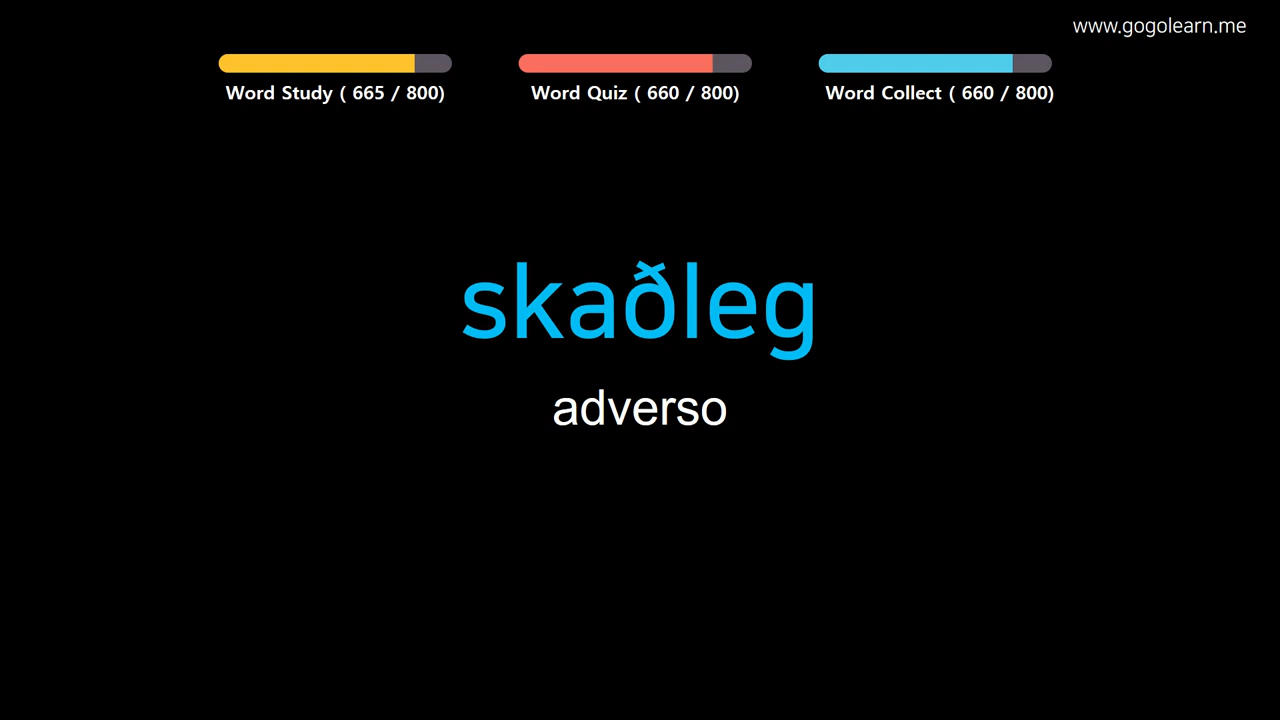 www.gogolearn.me
Word Study ( 665 / 800)
Word Quiz ( 660 / 800)
Word Collect ( 660 / 800)
skaðleg
adverso